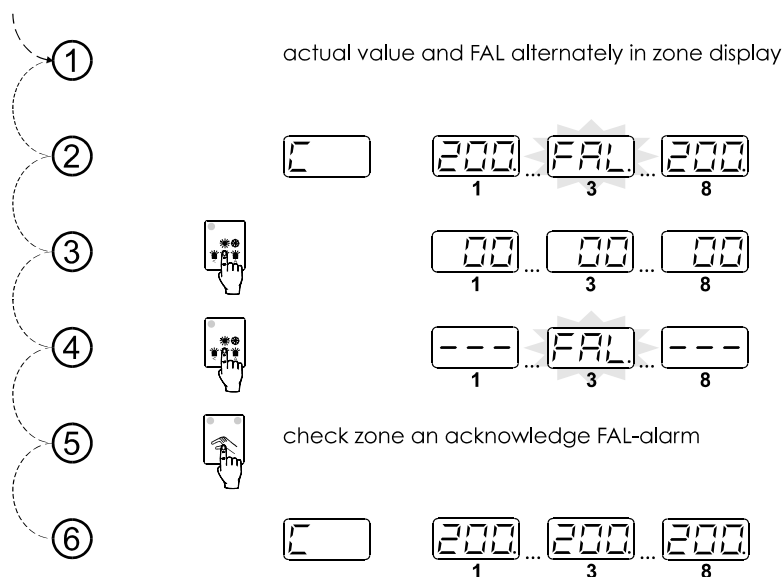 1 actual value and FAL alternately in zone display
2 C 200. ... FAL. ... 200.
1 3 8
3 00 ... 00 ... 00
1 3 8
4 --- ... FAL. ... ---
1 3 8
5 check zone an acknowledge FAL-alarm
6 C 200. ... 200. ... 200.
1 3 8